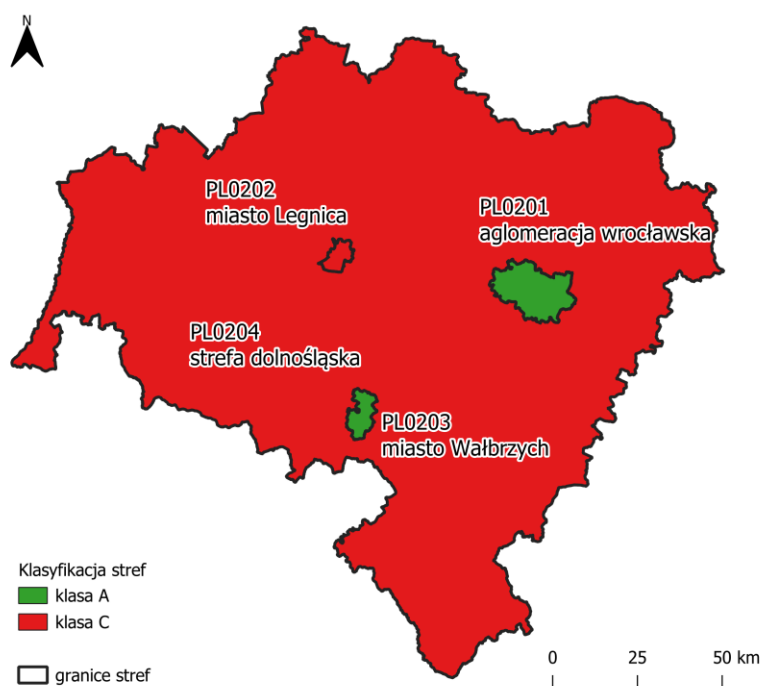 N
PL0202
miasto Legnica
PL0201
aglomeracja wrocławska
PL0204
strefa dolnośląska
PL0203
miasto Wałbrzych
Klasyfikacja stref
klasa A
klasa C
granice stref
0 25 50 km